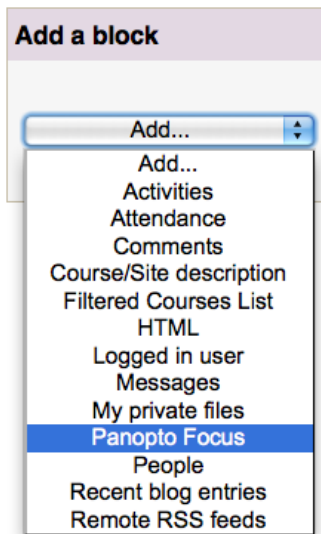 Add a block
Add...
Add...
Activities
Attendance
Comments
Course/Site description
Filtered Courses List
HTML
Logged in user
Messages
My private files
Panopto Focus
People
Recent blog entries
Remote RSS feeds